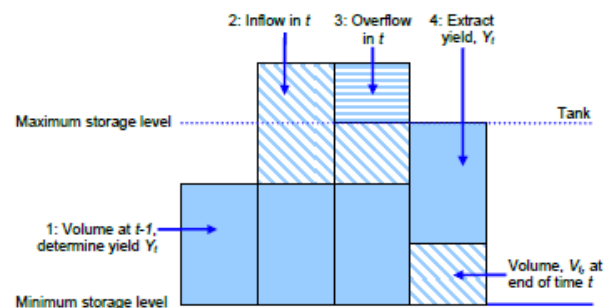 2: Inflow in t
3: Overflow
in t
4: Extract
yield, Yₜ
Maximum storage level
Tank
1: Volume at t-1,
determine yield Yₜ
Volume, Vₜ, at
end of time t
Minimum storage level